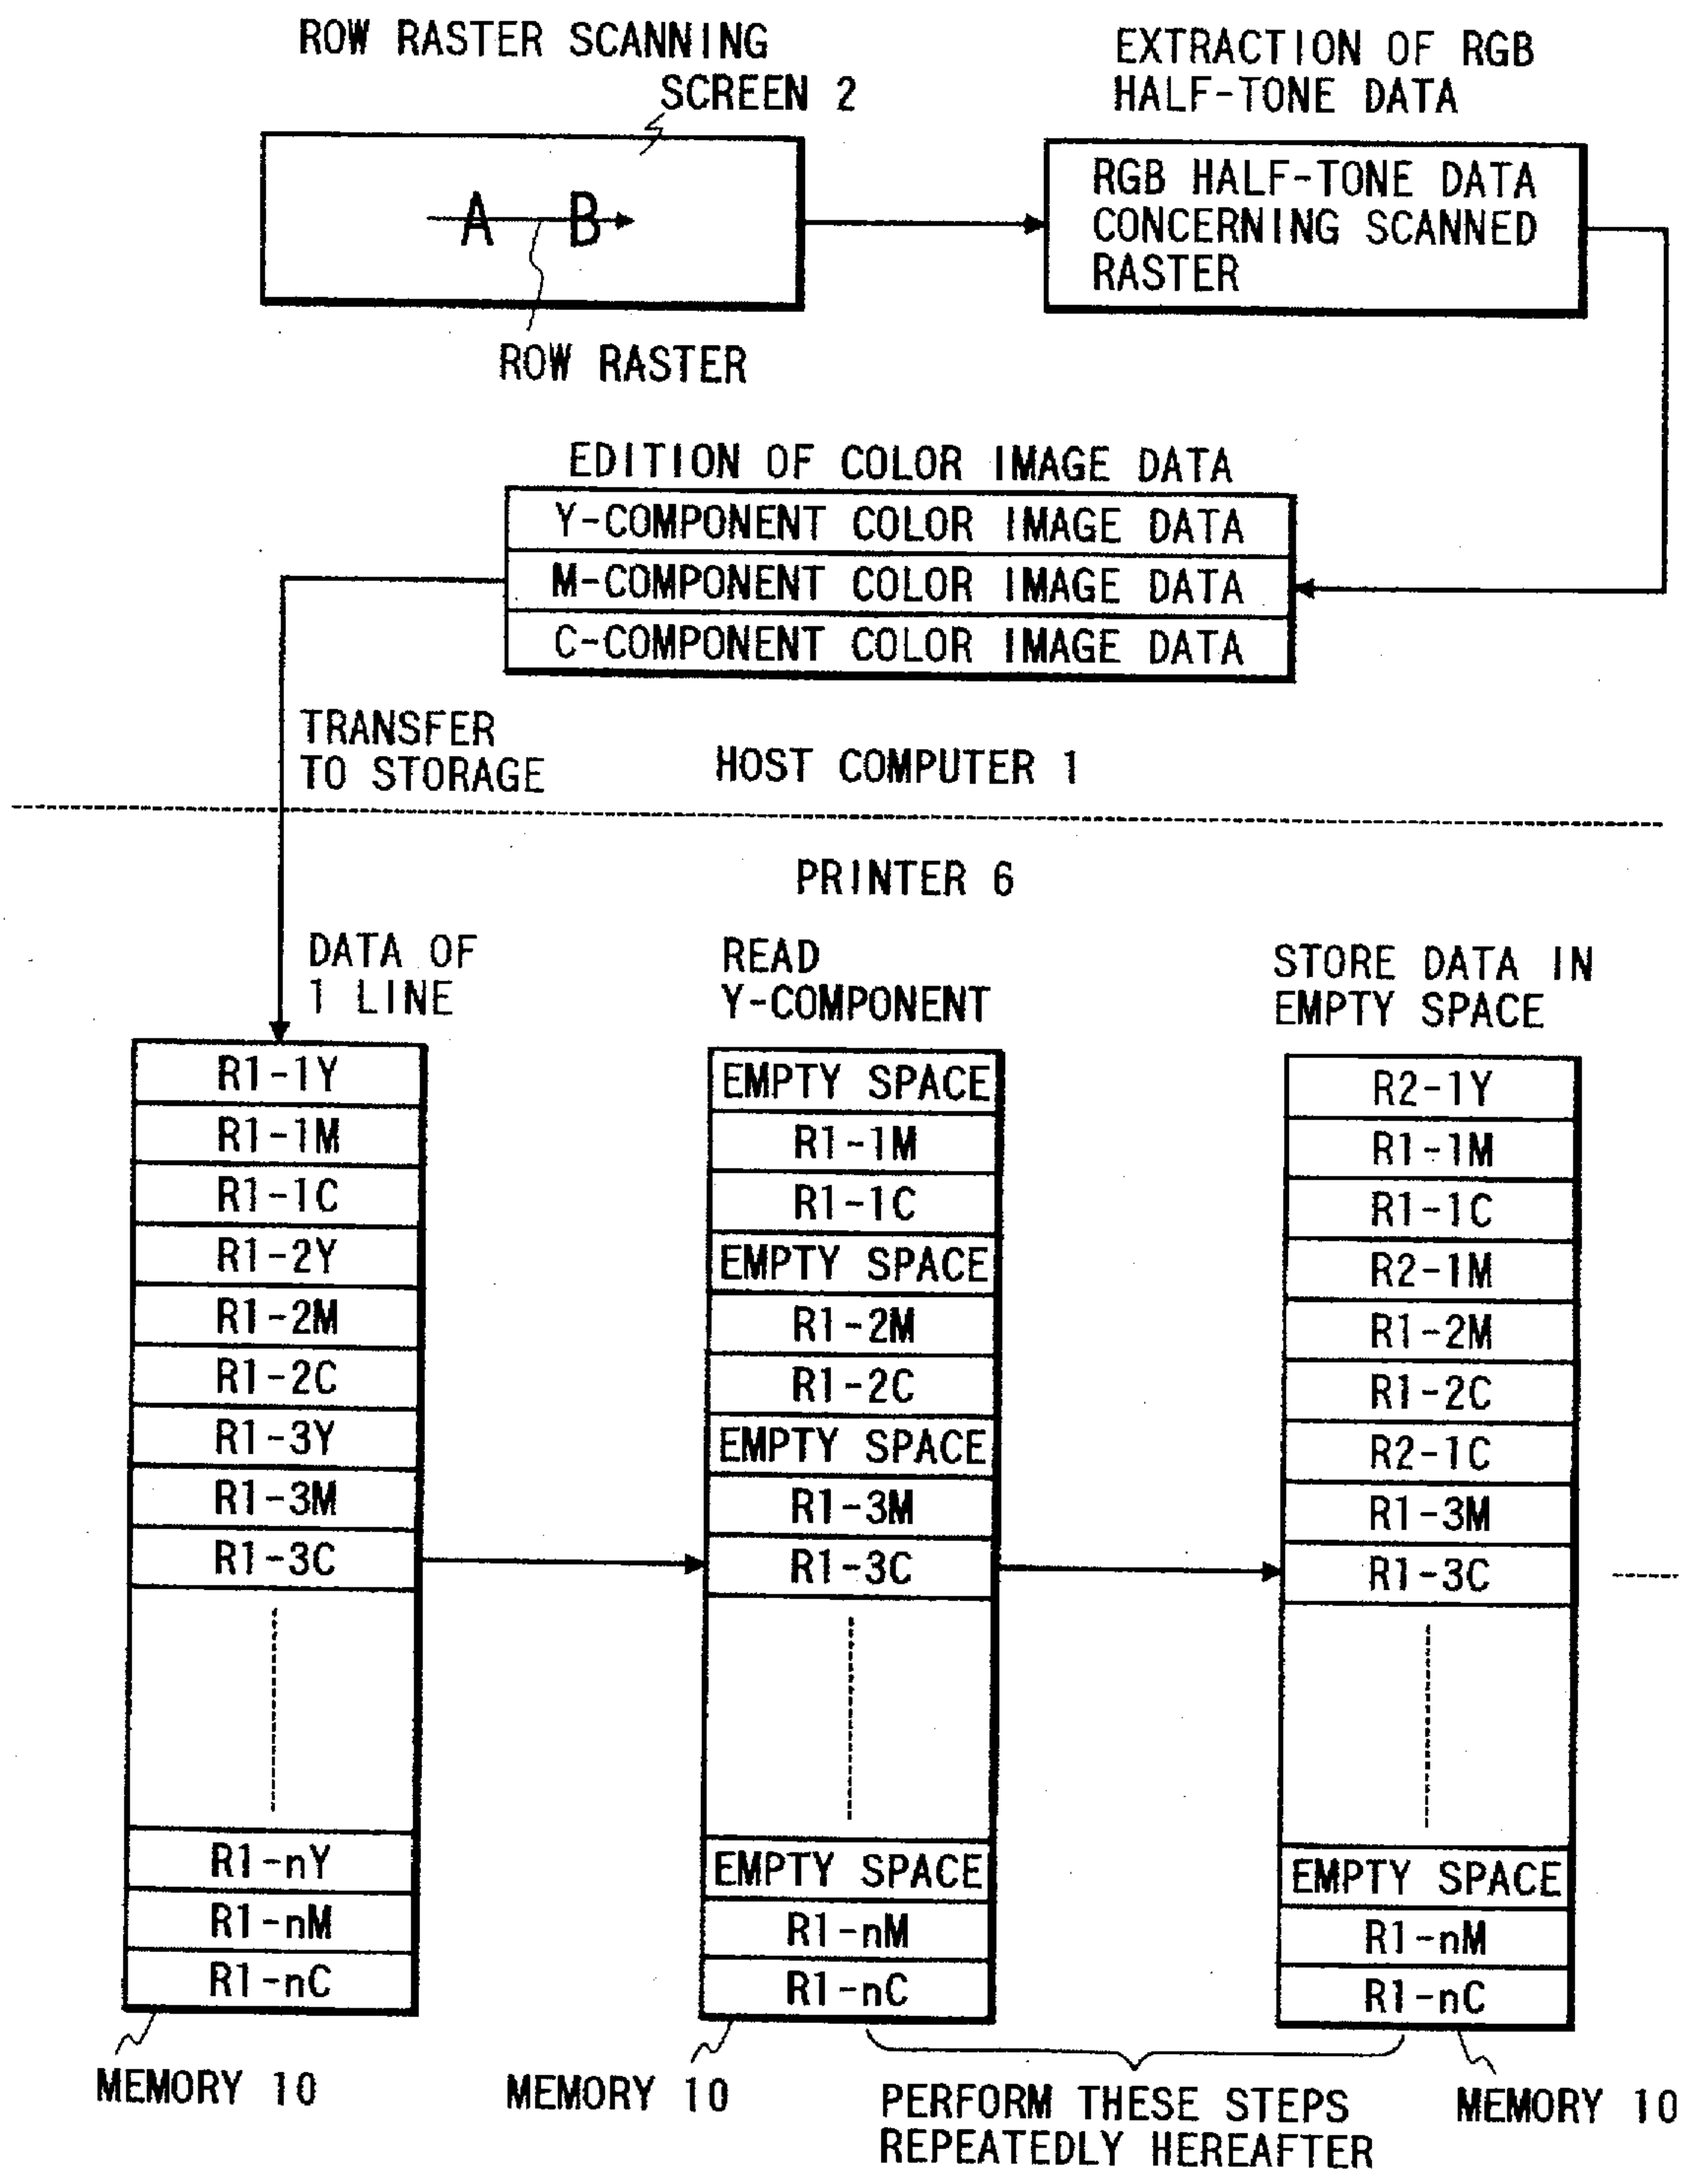 ROW RASTER SCANNING
SCREEN 2
A B
ROW RASTER
EXTRACTION OF RGB
HALF-TONE DATA
RGB HALF-TONE DATA
CONCERNING SCANNED
RASTER
EDITION OF COLOR IMAGE DATA
Y-COMPONENT COLOR IMAGE DATA
M-COMPONENT COLOR IMAGE DATA
C-COMPONENT COLOR IMAGE DATA
TRANSFER
TO STORAGE
HOST COMPUTER 1
PRINTER 6
DATA OF
1 LINE
R1-1Y
R1-1M
R1-1C
R1-2Y
R1-2M
R1-2C
R1-3Y
R1-3M
R1-3C
R1-nY
R1-nM
R1-nC
MEMORY 10
READ
Y-COMPONENT
EMPTY SPACE
R1-1M
R1-1C
EMPTY SPACE
R1-2M
R1-2C
EMPTY SPACE
R1-3M
R1-3C
EMPTY SPACE
R1-nM
R1-nC
MEMORY 10
STORE DATA IN
EMPTY SPACE
R2-1Y
R1-1M
R1-1C
R2-1M
R1-2M
R1-2C
R2-1C
R1-3M
R1-3C
EMPTY SPACE
R1-nM
R1-nC
MEMORY 10
PERFORM THESE STEPS
REPEATEDLY HEREAFTER